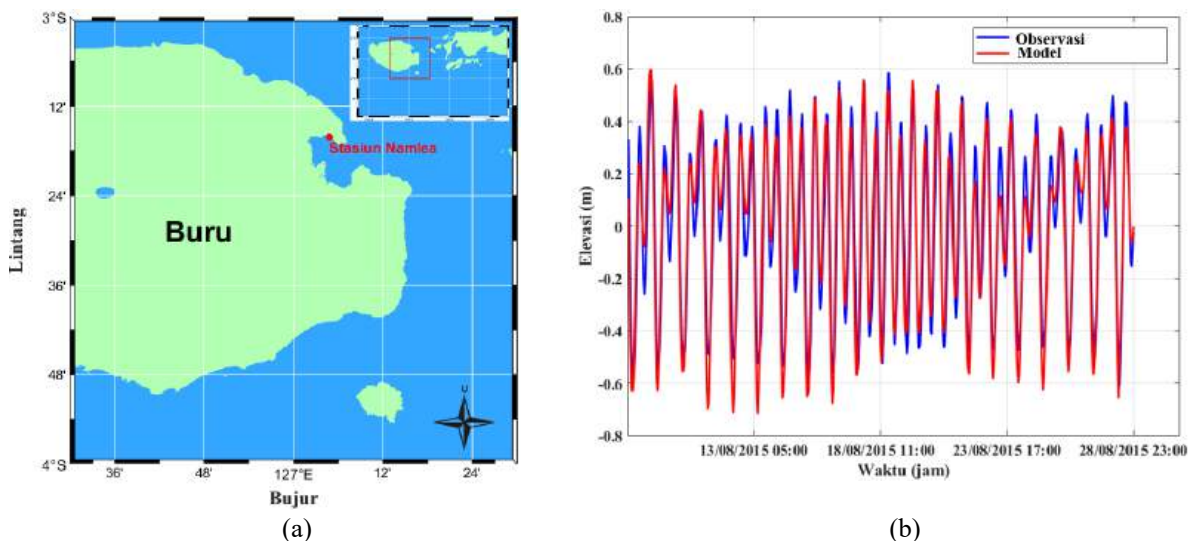 3°S
12'
24'
36'
48'
4°S
Lintang
36'
48'
127°E
12'
24'
Bujur
Stasiun Namlea
Buru
U
(a)
0.8
0.6
0.4
0.2
0
-0.2
-0.4
-0.6
-0.8
Elevasi (m)
Observasi
Model
13/08/2015 05:00 18/08/2015 11:00 23/08/2015 17:00 28/08/2015 23:00
Waktu (jam)
(b)